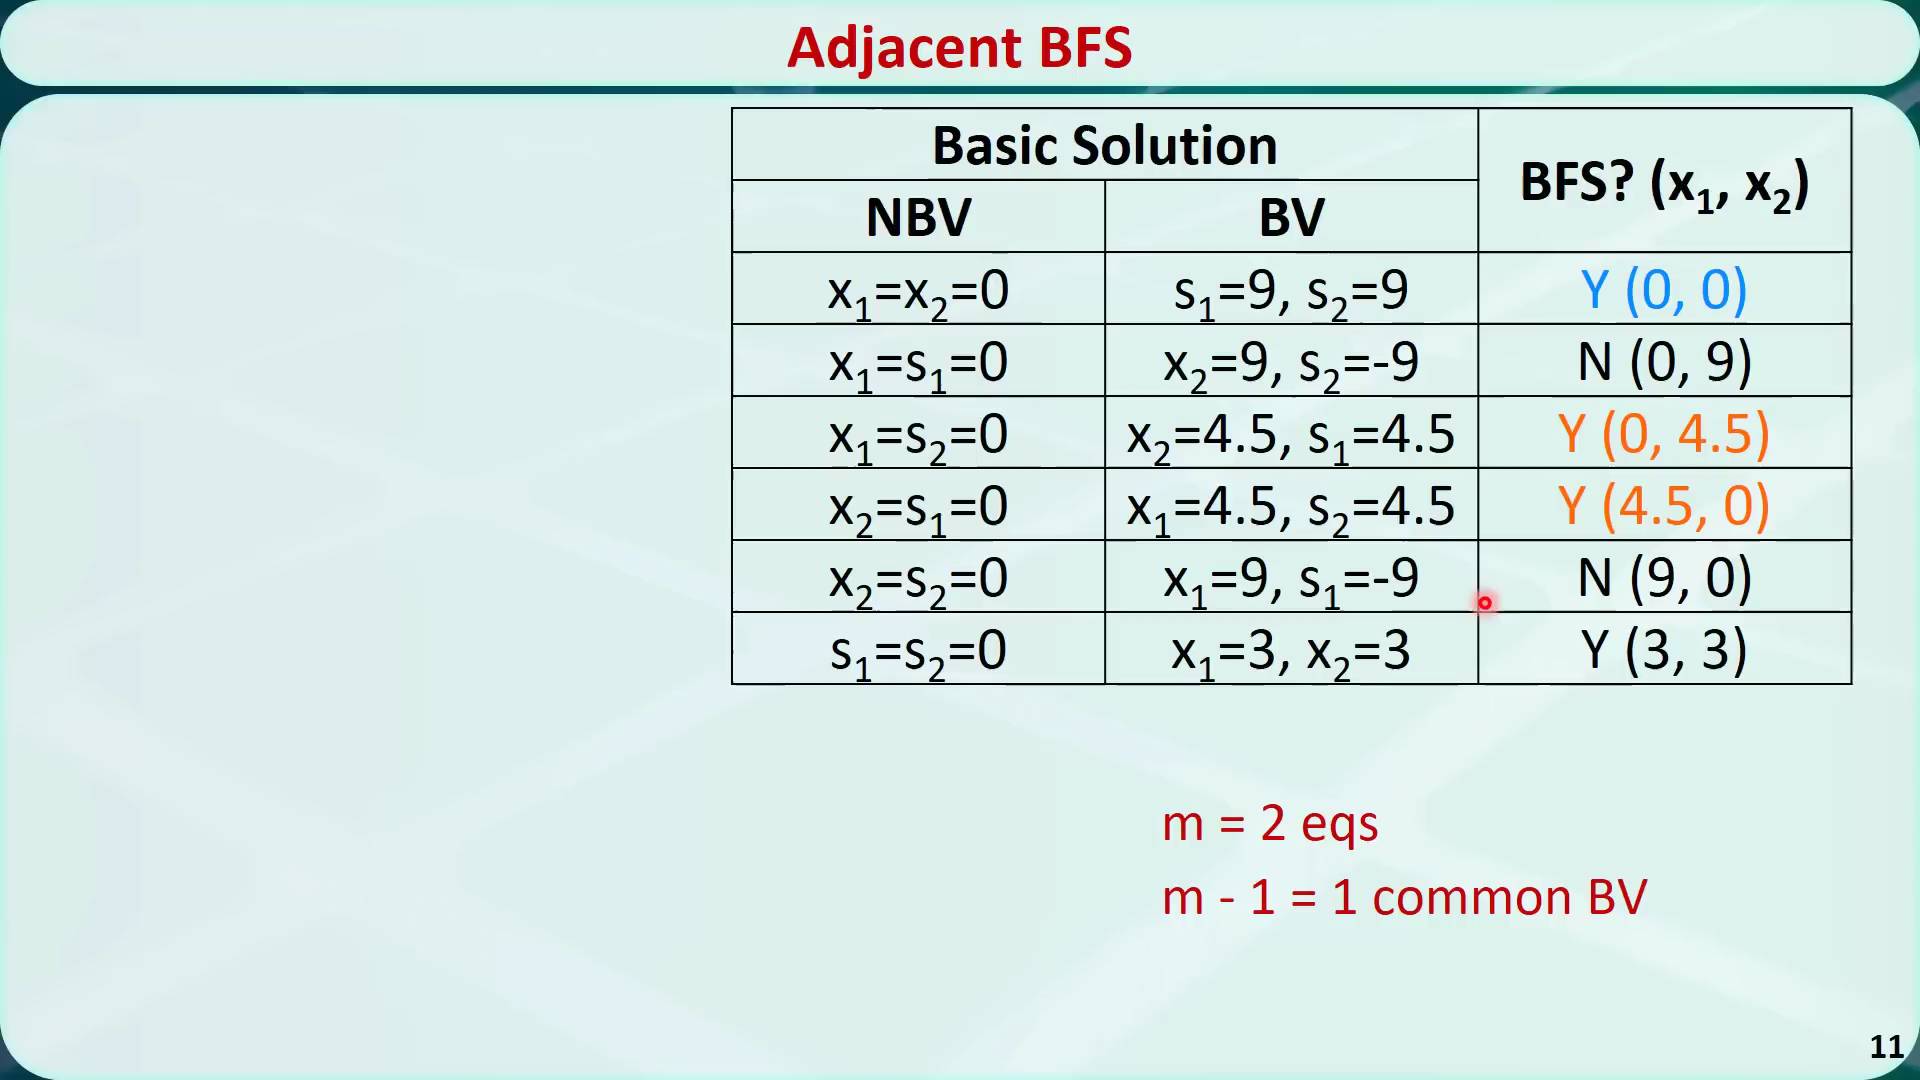 Adjacent BFS
Basic Solution
BFS? (x₁, x₂)
NBV
BV
x₁=x₂=0
s₁=9, s₂=9
Y (0, 0)
x₁=s₁=0
x₂=9, s₂=-9
N (0, 9)
x₁=s₂=0
x₂=4.5, s₁=4.5
Y (0, 4.5)
x₂=s₁=0
x₁=4.5, s₂=4.5
Y (4.5, 0)
x₂=s₂=0
x₁=9, s₁=-9
N (9, 0)
s₁=s₂=0
x₁=3, x₂=3
Y (3, 3)
m = 2 eqs
m - 1 = 1 common BV
11